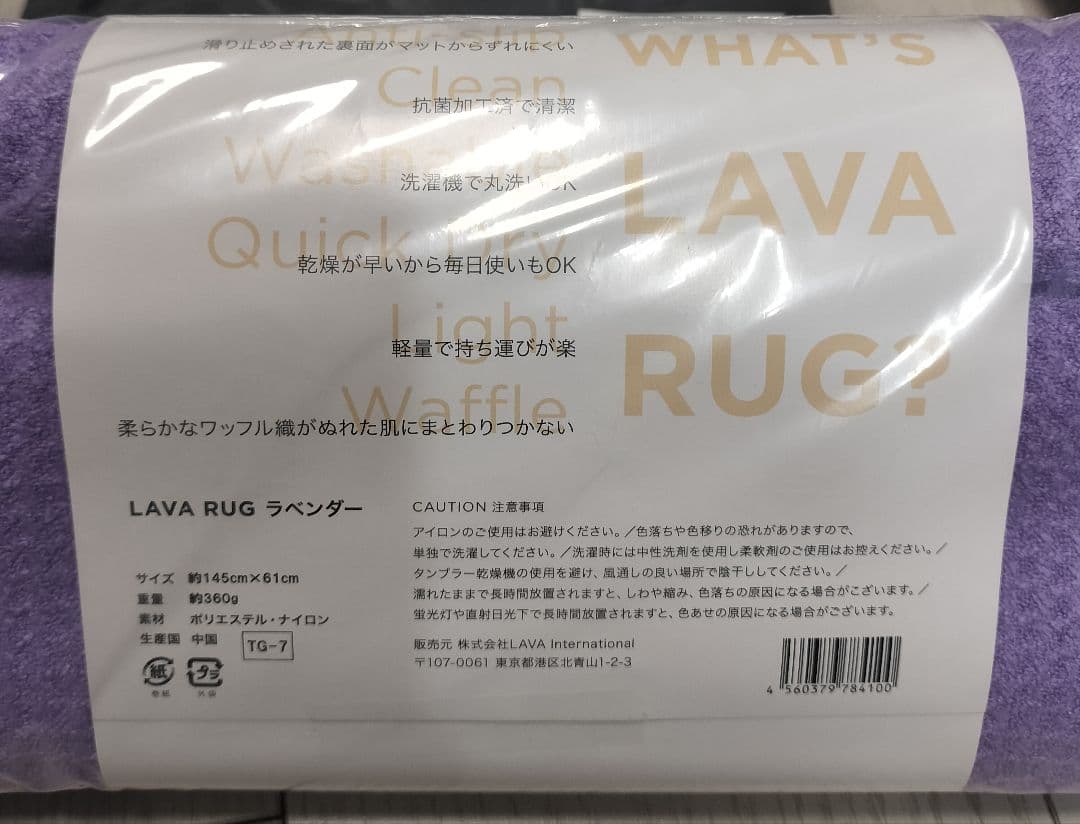 WHAT'S
LAVA
RUG?
Anti-slip
滑り止めされた裏面がマットからずれにくい
Clean
抗菌加工済で清潔
Washable
洗濯機で丸洗いOK
Quick Dry
乾燥が早いから毎日使いもOK
Light
軽量で持ち運びが楽
Waffle
柔らかなワッフル織がぬれた肌にまとわりつかない
LAVA RUG ラベンダー
サイズ 約145cm×61cm
重量 約360g
素材 ポリエステル・ナイロン
生産国 中国
TG-7
紙 プラ
巻紙 外袋
CAUTION 注意事項
アイロンのご使用はお避けください。／色落ちや色移りの恐れがありますので、
単独で洗濯してください。／洗濯時には中性洗剤を使用し柔軟剤のご使用はお控えください。／
タンブラー乾燥機の使用を避け、風通しの良い場所で陰干ししてください。／
濡れたままで長時間放置されますと、しわや縮み、色落ちの原因になる場合がこざいます。／
蛍光灯や直射日光下で長時間放置されますと、色あせの原因になる場合がございます。
販売元 株式会社LAVA International
〒107-0061 東京都港区北青山1-2-3
4 560379 784100